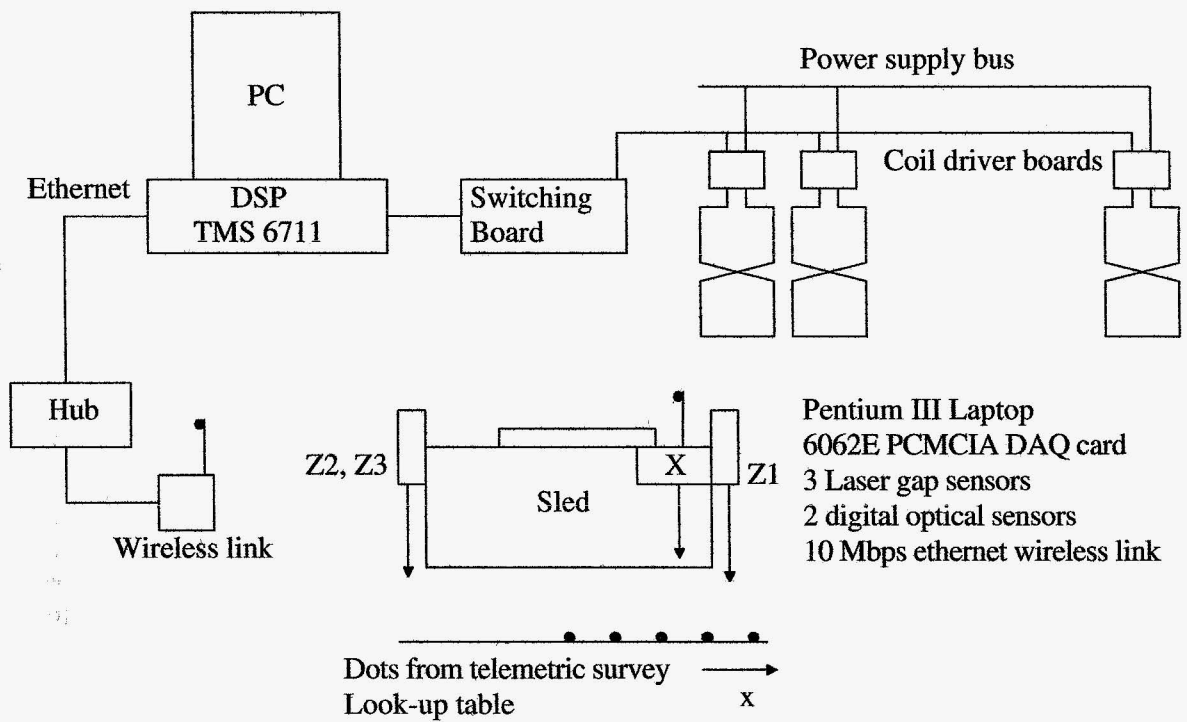 PC
Power supply bus
Coil driver boards
Ethernet
DSP
TMS 6711
Switching
Board
Hub
Wireless link
Z2, Z3
X
Z1
Sled
Pentium III Laptop
6062E PCMCIA DAQ card
3 Laser gap sensors
2 digital optical sensors
10 Mbps ethernet wireless link
Dots from telemetric survey
Look-up table
x